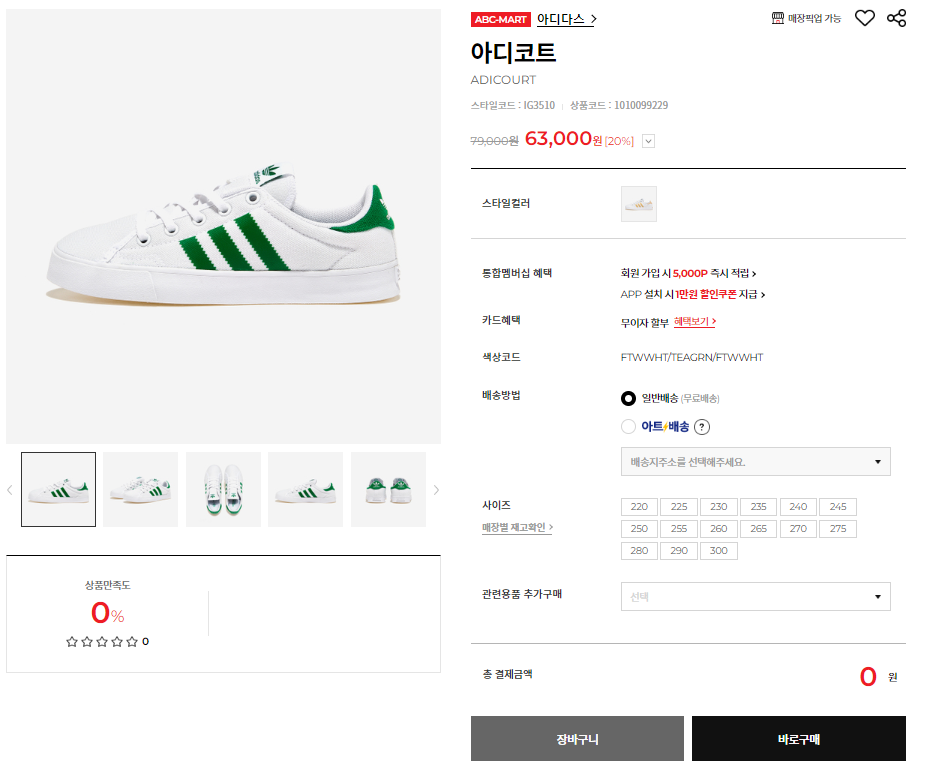 ABC-MART 아디다스 >
매장픽업 가능
아디코트
ADICOURT
스타일코드 : IG3510 | 상품코드 : 1010099229
79,000원 63,000원 [20%]
스타일컬러
통합멤버십 혜택
회원 가입 시 5,000P 즉시 적립 >
APP 설치 시 1만원 할인쿠폰 지급 >
카드혜택
무이자 할부 혜택보기 >
색상코드
FTWWHT/TEAGRN/FTWWHT
배송방법
일반배송 (무료배송)
아트배송 ?
배송지주소를 선택해주세요.
사이즈
매장별 재고확인 >
220 225 230 235 240 245
250 255 260 265 270 275
280 290 300
관련용품 추가구매
선택
총 결제금액
0 원
장바구니
바로구매
상품만족도
0%
0